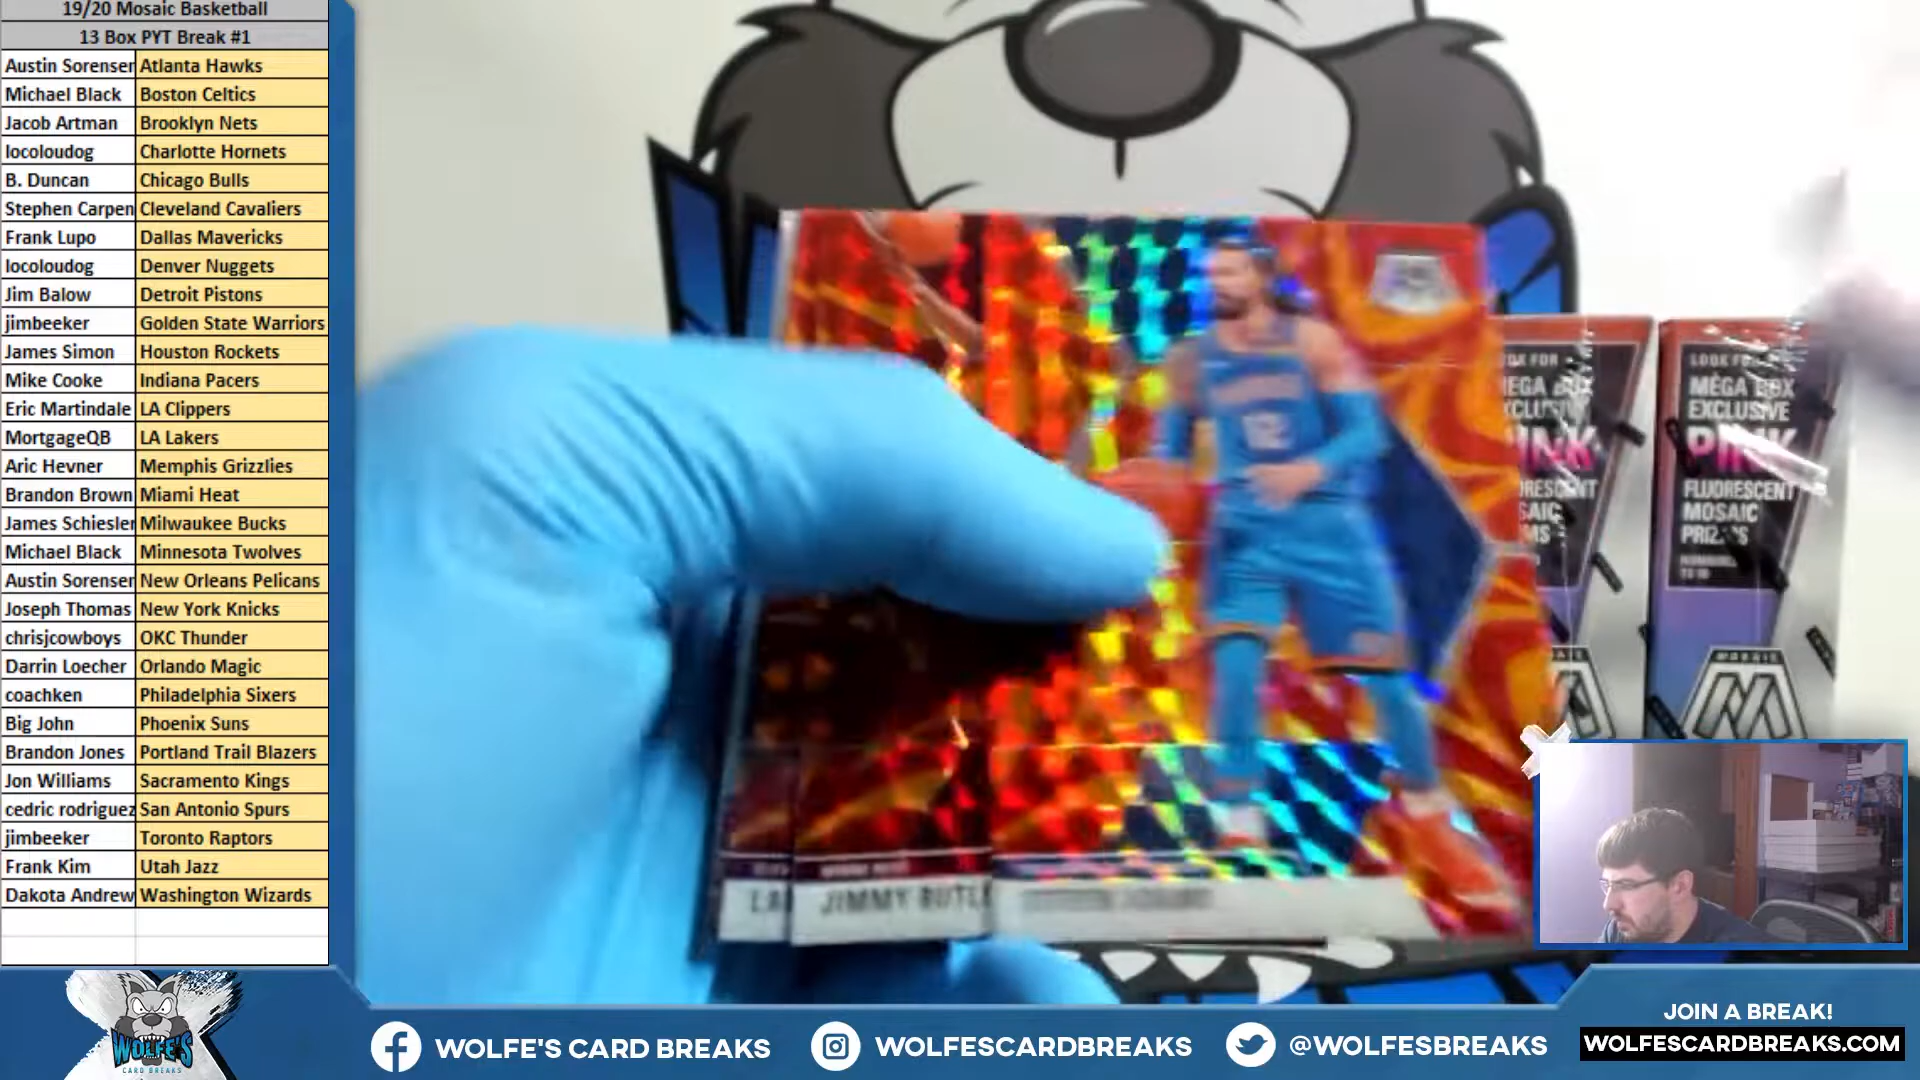 19/20 Mosaic Basketball
13 Box PYT Break #1
Austin Sorenser Atlanta Hawks
Michael Black Boston Celtics
Jacob Artman Brooklyn Nets
locoloudog Charlotte Hornets
B. Duncan Chicago Bulls
Stephen Carpen Cleveland Cavaliers
Frank Lupo Dallas Mavericks
locoloudog Denver Nuggets
Jim Balow Detroit Pistons
jimbeeker Golden State Warriors
James Simon Houston Rockets
Mike Cooke Indiana Pacers
Eric Martindale LA Clippers
MortgageQB LA Lakers
Aric Hevner Memphis Grizzlies
Brandon Brown Miami Heat
James Schiesler Milwaukee Bucks
Michael Black Minnesota Twolves
Austin Sorenser New Orleans Pelicans
Joseph Thomas New York Knicks
chrisjcowboys OKC Thunder
Darrin Loecher Orlando Magic
coachken Philadelphia Sixers
Big John Phoenix Suns
Brandon Jones Portland Trail Blazers
Jon Williams Sacramento Kings
cedric rodriguez San Antonio Spurs
jimbeeker Toronto Raptors
Frank Kim Utah Jazz
Dakota Andrew Washington Wizards
12
JIMMY BUTLE
LOOK FOR
MEGA BOX
EXCLUSIVE
PINK
FLUORESCENT
MOSAIC
WOLFE'S
CARD BREAKS
WOLFE'S CARD BREAKS
WOLFESCARDBREAKS
@WOLFESBREAKS
JOIN A BREAK!
WOLFESCARDBREAKS.COM